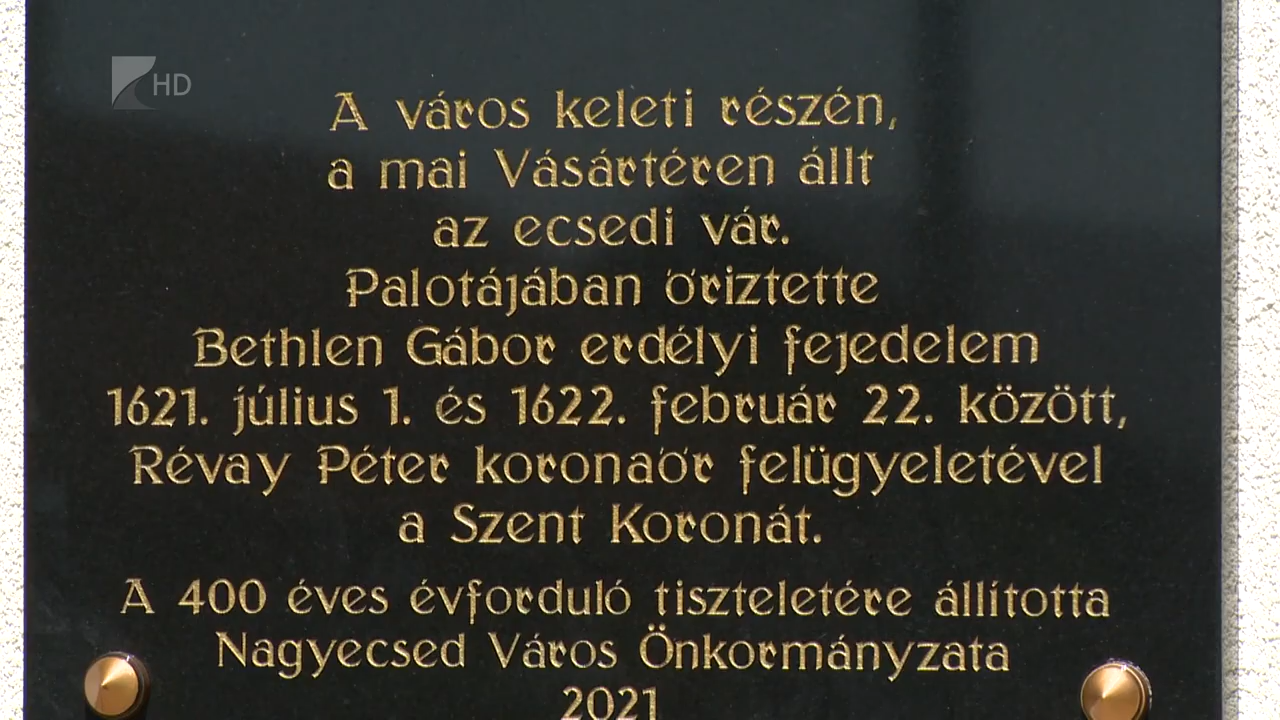 HD
A város keleti részén,
a mai Vásártéren állt
az ecsedi vár.
Palotájában őriztette
Bethlen Gábor erdélyi fejedelem
1621. július 1. és 1622. február 22. között,
Révay Péter koronaőr felügyeletével
a Szent Koronát.
A 400 éves évforduló tiszteletére állította
Nagyecsed Város Önkormányzata
2021